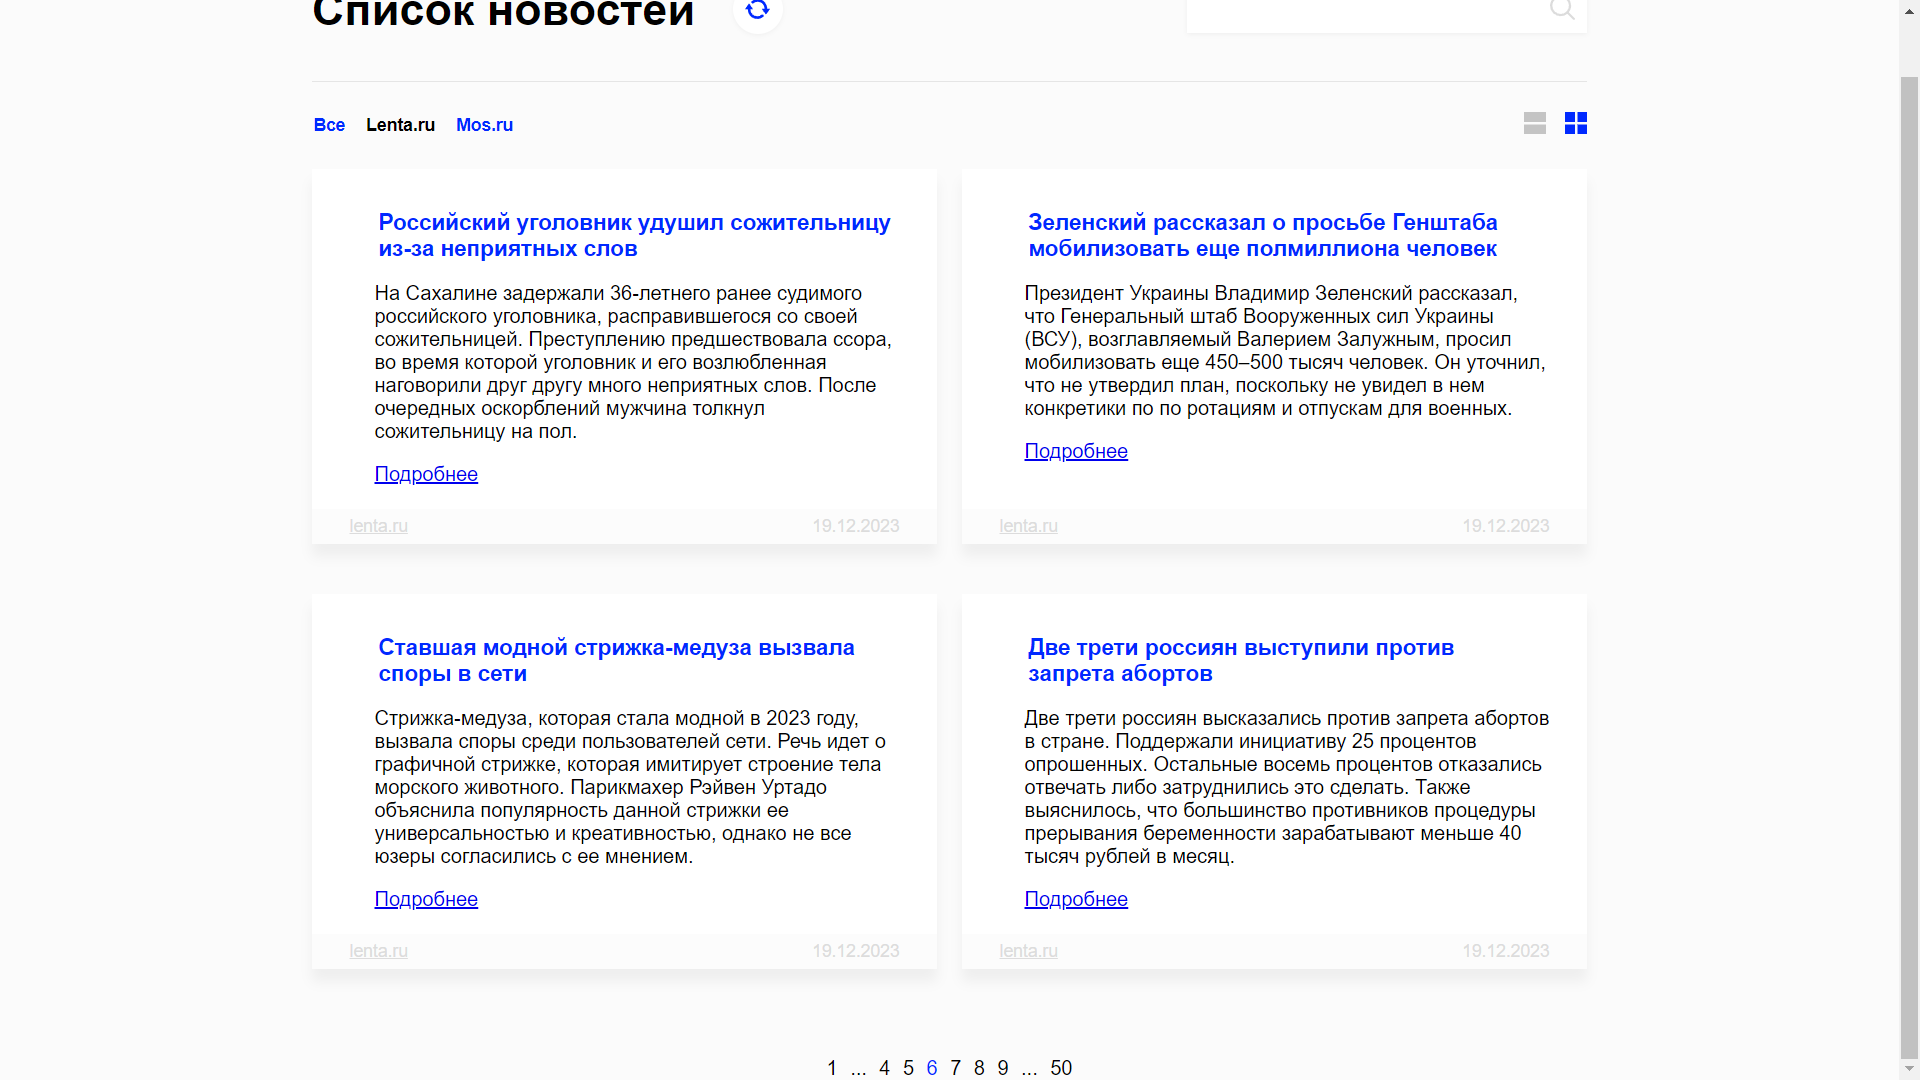 Список новостей
Все Lenta.ru Mos.ru
Российский уголовник удушил сожительницу
из-за неприятных слов
На Сахалине задержали 36-летнего ранее судимого
российского уголовника, расправившегося со своей
сожительницей. Преступлению предшествовала ссора,
во время которой уголовник и его возлюбленная
наговорили друг другу много неприятных слов. После
очередных оскорблений мужчина толкнул
сожительницу на пол.
Подробнее
lenta.ru 19.12.2023
Зеленский рассказал о просьбе Генштаба
мобилизовать еще полмиллиона человек
Президент Украины Владимир Зеленский рассказал,
что Генеральный штаб Вооруженных сил Украины
(ВСУ), возглавляемый Валерием Залужным, просил
мобилизовать еще 450–500 тысяч человек. Он уточнил,
что не утвердил план, поскольку не увидел в нем
конкретики по по ротациям и отпускам для военных.
Подробнее
lenta.ru 19.12.2023
Ставшая модной стрижка-медуза вызвала
споры в сети
Стрижка-медуза, которая стала модной в 2023 году,
вызвала споры среди пользователей сети. Речь идет о
графичной стрижке, которая имитирует строение тела
морского животного. Парикмахер Рэйвен Уртадо
объяснила популярность данной стрижки ее
универсальностью и креативностью, однако не все
юзеры согласились с ее мнением.
Подробнее
lenta.ru 19.12.2023
Две трети россиян выступили против
запрета абортов
Две трети россиян высказались против запрета абортов
в стране. Поддержали инициативу 25 процентов
опрошенных. Остальные восемь процентов отказались
отвечать либо затруднились это сделать. Также
выяснилось, что большинство противников процедуры
прерывания беременности зарабатывают меньше 40
тысяч рублей в месяц.
Подробнее
lenta.ru 19.12.2023
1 ... 4 5 6 7 8 9 ... 50